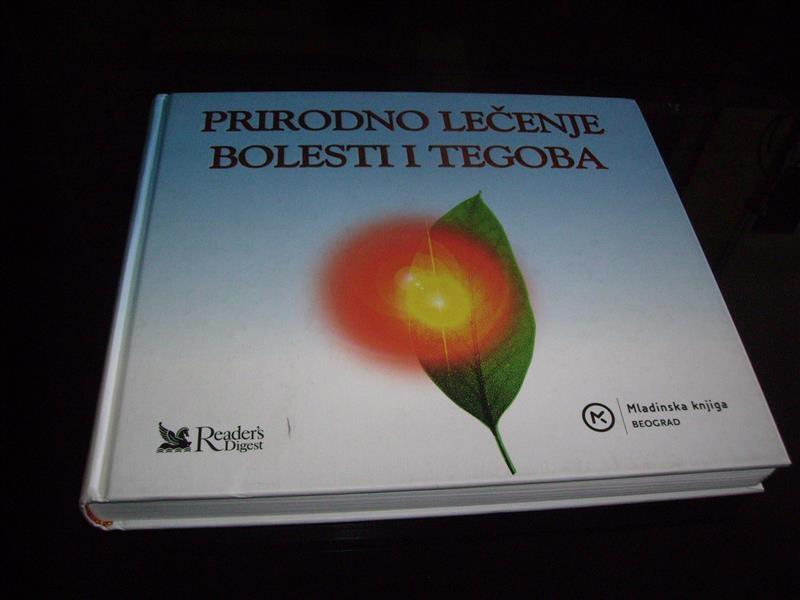 PRIRODNO LEČENJE
BOLESTI I TEGOBA
Reader's
Digest
Mladinska knjiga
BEOGRAD